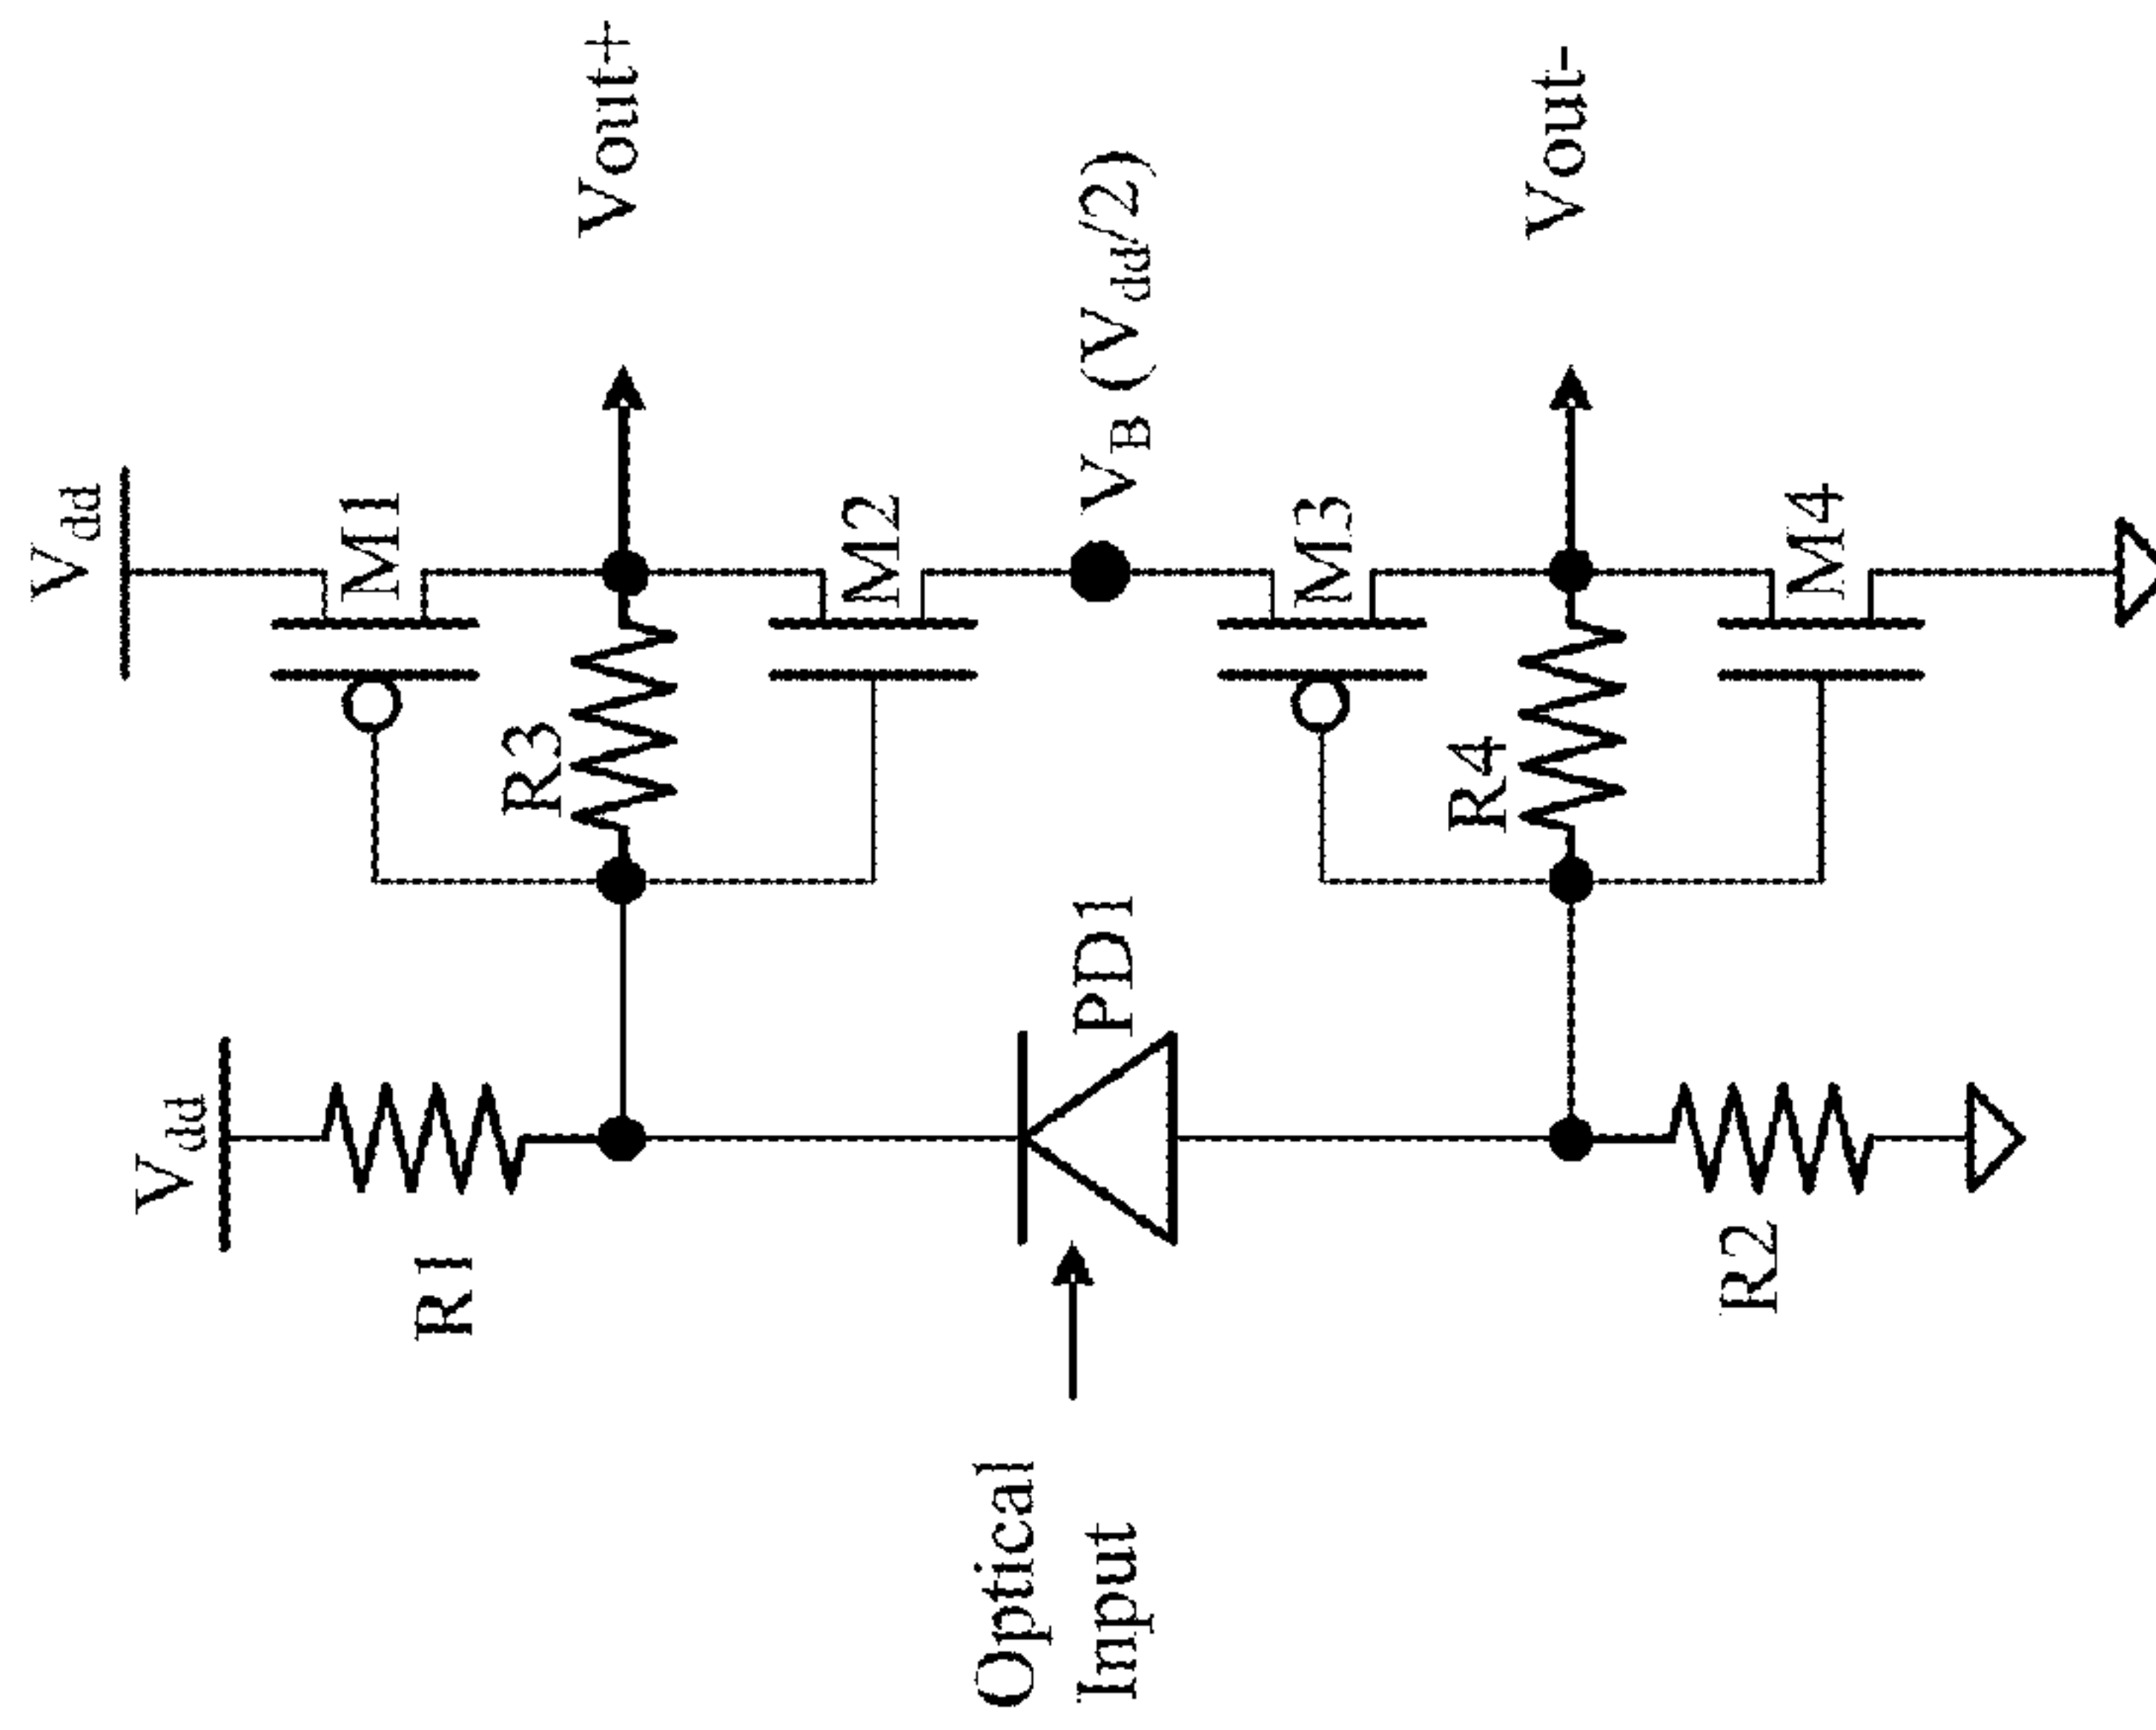 Vdd
M1
Vout+
Vdd
R1
R3
M2
VB (Vdd/2)
Optical
Input
PD1
M3
R4
Vout-
M4
R2